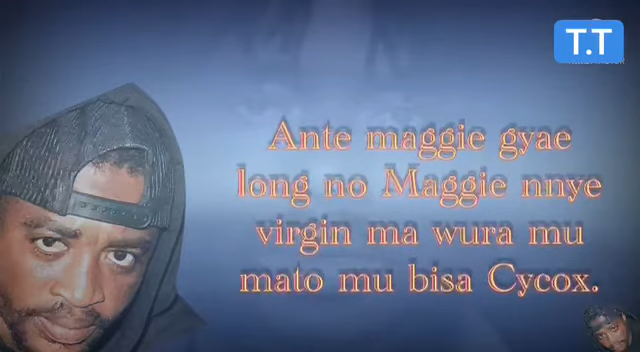 T.T
Ante maggie gyae
long no Maggie nnye
virgin ma wura mu
mato mu bisa Cycox.